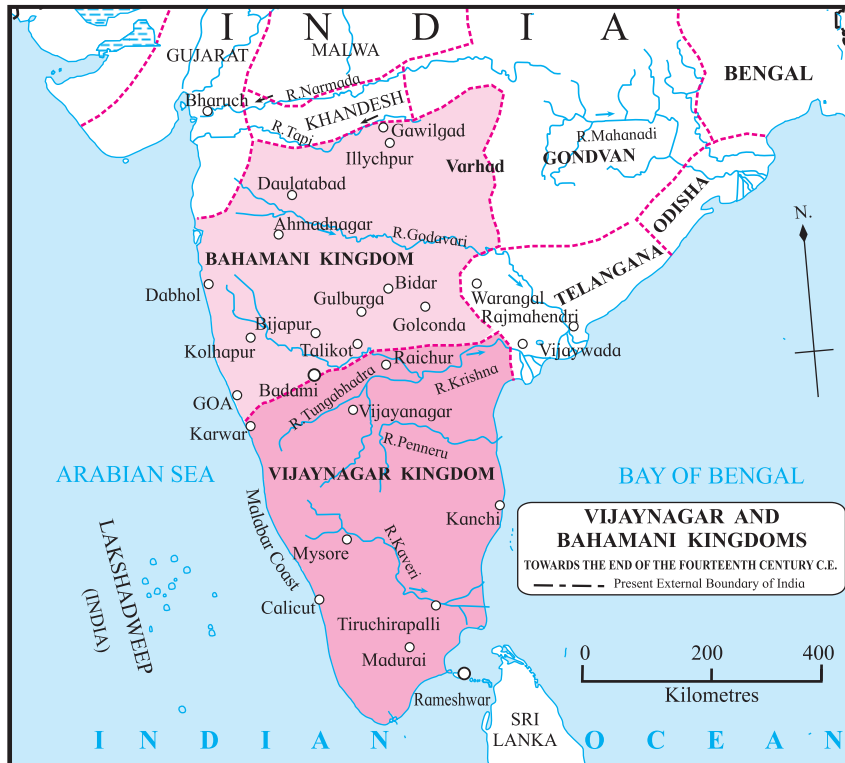 I N D I A
GUJARAT
MALWA
BENGAL
R.Narmada
Bharuch
KHANDESH
R.Tapi
Gawilgad
Illychpur
R.Mahanadi
GONDVAN
Varhad
Daulatabad
ODISHA
N.
Ahmadnagar
R.Godavari
BAHAMANI KINGDOM
TELANGANA
Dabhol
Bidar
Gulburga
Warangal
Golconda
Rajmahendri
Bijapur
Kolhapur
Talikot
Vijaywada
Raichur
Badami
R.Tungabhadra
R.Krishna
GOA
Vijayanagar
Karwar
R.Penneru
ARABIAN SEA
VIJAYNAGAR KINGDOM
BAY OF BENGAL
Malabar Coast
Kanchi
VIJAYNAGAR AND
BAHAMANI KINGDOMS
TOWARDS THE END OF THE FOURTEENTH CENTURY C.E.
Present External Boundary of India
LAKSHADWEEP
(INDIA)
Mysore
R.Kaveri
Calicut
Tiruchirapalli
Madurai
0 200 400
Kilometres
Rameshwar
SRI
LANKA
I N D I A N O C E A N